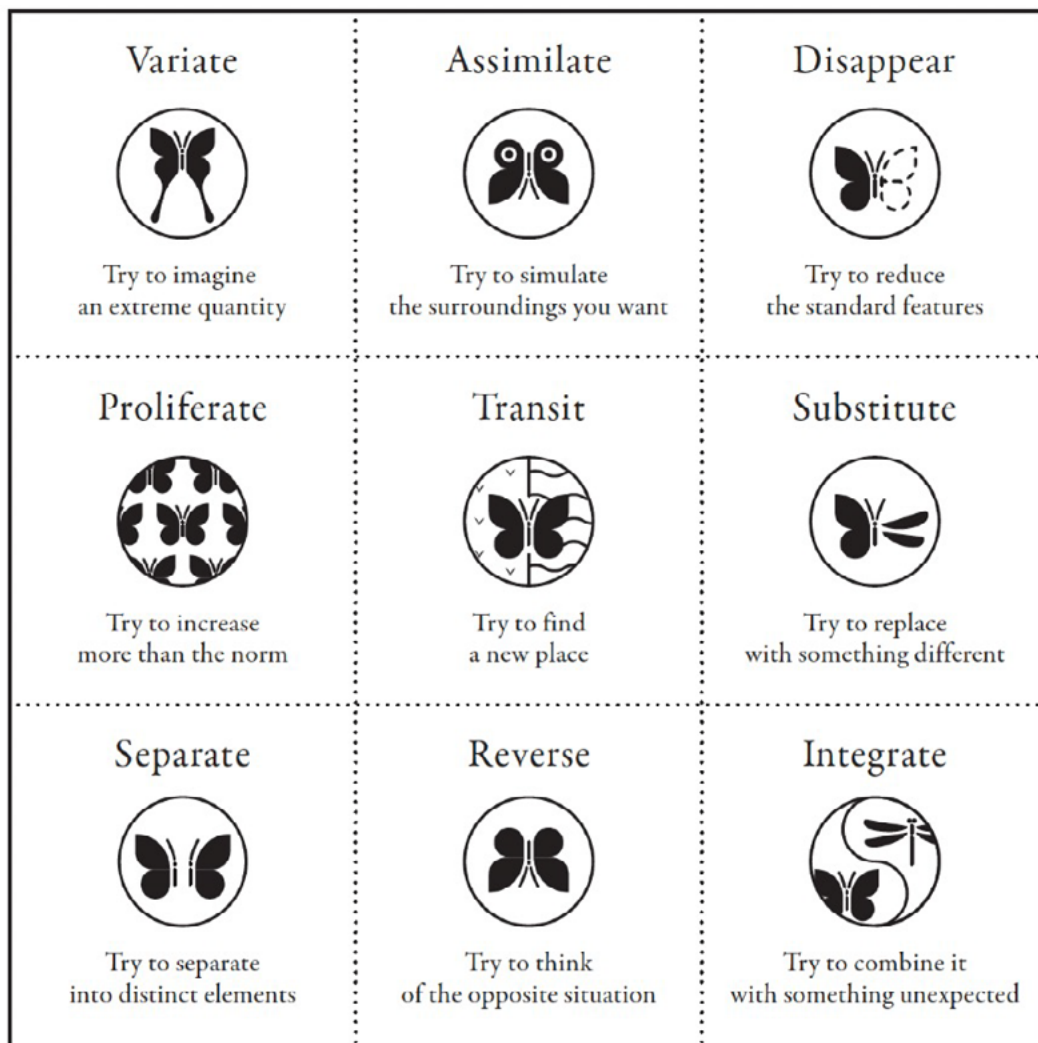 Variate
Try to imagine
an extreme quantity
Assimilate
Try to simulate
the surroundings you want
Disappear
Try to reduce
the standard features
Proliferate
Try to increase
more than the norm
Transit
Try to find
a new place
Substitute
Try to replace
with something different
Separate
Try to separate
into distinct elements
Reverse
Try to think
of the opposite situation
Integrate
Try to combine it
with something unexpected